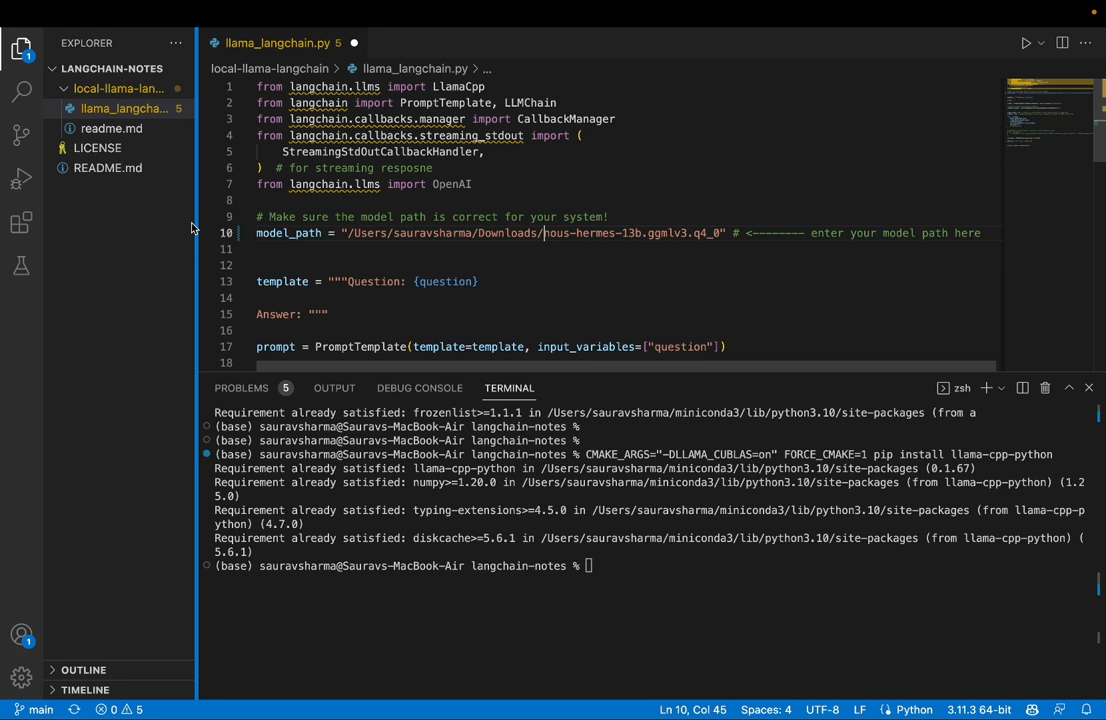 EXPLORER
LANGCHAIN-NOTES
local-llama-lan...
llama_langcha... 5
readme.md
LICENSE
README.md
OUTLINE
TIMELINE
1
1
llama_langchain.py 5
local-llama-langchain > llama_langchain.py > ...
1 from langchain.llms import LlamaCpp
2 from langchain import PromptTemplate, LLMChain
3 from langchain.callbacks.manager import CallbackManager
4 from langchain.callbacks.streaming_stdout import (
5 StreamingStdOutCallbackHandler,
6 ) # for streaming resposne
7 from langchain.llms import OpenAI
8
9 # Make sure the model path is correct for your system!
10 model_path = "/Users/sauravsharma/Downloads/nous-hermes-13b.ggmlv3.q4_0" # <-------- enter your model path here
11
12
13 template = """Question: {question}
14
15 Answer: """
16
17 prompt = PromptTemplate(template=template, input_variables=["question"])
18
PROBLEMS 5 OUTPUT DEBUG CONSOLE TERMINAL zsh
Requirement already satisfied: frozenlist>=1.1.1 in /Users/sauravsharma/miniconda3/lib/python3.10/site-packages (from a
(base) sauravsharma@Sauravs-MacBook-Air langchain-notes %
(base) sauravsharma@Sauravs-MacBook-Air langchain-notes %
(base) sauravsharma@Sauravs-MacBook-Air langchain-notes % CMAKE_ARGS="-DLLAMA_CUBLAS=on" FORCE_CMAKE=1 pip install llama-cpp-python
Requirement already satisfied: llama-cpp-python in /Users/sauravsharma/miniconda3/lib/python3.10/site-packages (0.1.67)
Requirement already satisfied: numpy>=1.20.0 in /Users/sauravsharma/miniconda3/lib/python3.10/site-packages (from llama-cpp-python) (1.2
5.0)
Requirement already satisfied: typing-extensions>=4.5.0 in /Users/sauravsharma/miniconda3/lib/python3.10/site-packages (from llama-cpp-p
ython) (4.7.0)
Requirement already satisfied: diskcache>=5.6.1 in /Users/sauravsharma/miniconda3/lib/python3.10/site-packages (from llama-cpp-python) (
5.6.1)
(base) sauravsharma@Sauravs-MacBook-Air langchain-notes %
main 0 5 Ln 10, Col 45 Spaces: 4 UTF-8 LF Python 3.11.3 64-bit